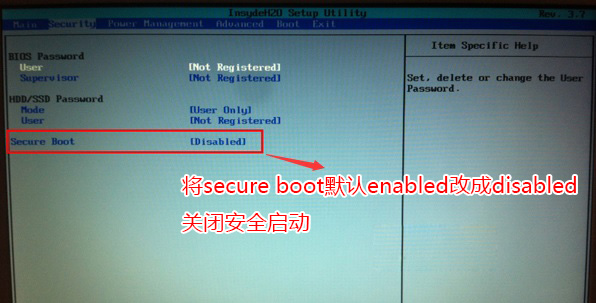 InsydeH2O Setup Utility
Rev. 3.7
Main Security Power Management Advanced Boot Exit
Item Specific Help
BIOS Password
User [Not Registered]
Supervisor [Not Registered]
Set, delete or change the User
Password.
HDD/SSD Password
Mode [User Only]
User [Not Registered]
Secure Boot [Disabled]
将secure boot默认enabled改成disabled
关闭安全启动